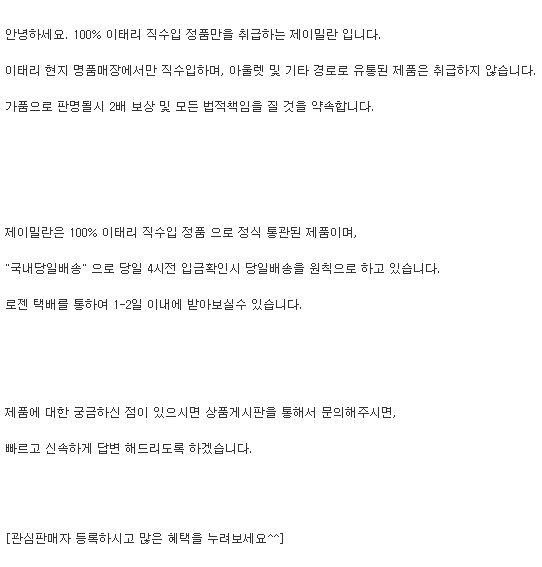 안녕하세요. 100% 이태리 직수입 정품만을 취급하는 제이밀란 입니다.
이태리 현지 명품매장에서만 직수입하며, 아울렛 및 기타 경로로 유통된 제품은 취급하지 않습니다.
가품으로 판명될시 2배 보상 및 모든 법적책임을 질 것을 약속합니다.
제이밀란은 100% 이태리 직수입 정품 으로 정식 통관된 제품이며,
"국내당일배송" 으로 당일 4시전 입금확인시 당일배송을 원칙으로 하고 있습니다.
로젠 택배를 통하여 1-2일 이내에 받아보실수 있습니다.
제품에 대한 궁금하신 점이 있으시면 상품게시판을 통해서 문의해주시면,
빠르고 신속하게 답변 해드리도록 하겠습니다.
[관심판매자 등록하시고 많은 혜택을 누려보세요^^]